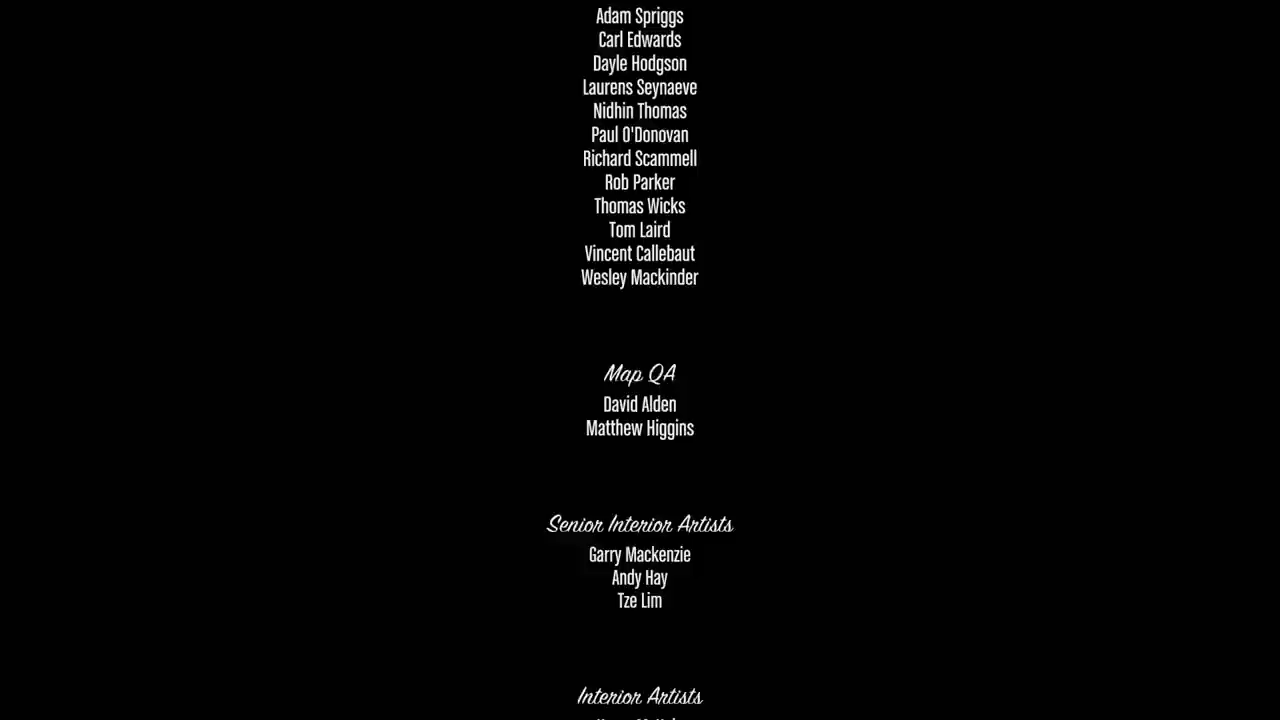 Adam Spriggs
Carl Edwards
Dayle Hodgson
Laurens Seynaeve
Nidhin Thomas
Paul O'Donovan
Richard Scammell
Rob Parker
Thomas Wicks
Tom Laird
Vincent Callebaut
Wesley Mackinder
Map QA
David Alden
Matthew Higgins
Senior Interior Artists
Garry Mackenzie
Andy Hay
Tze Lim
Interior Artists